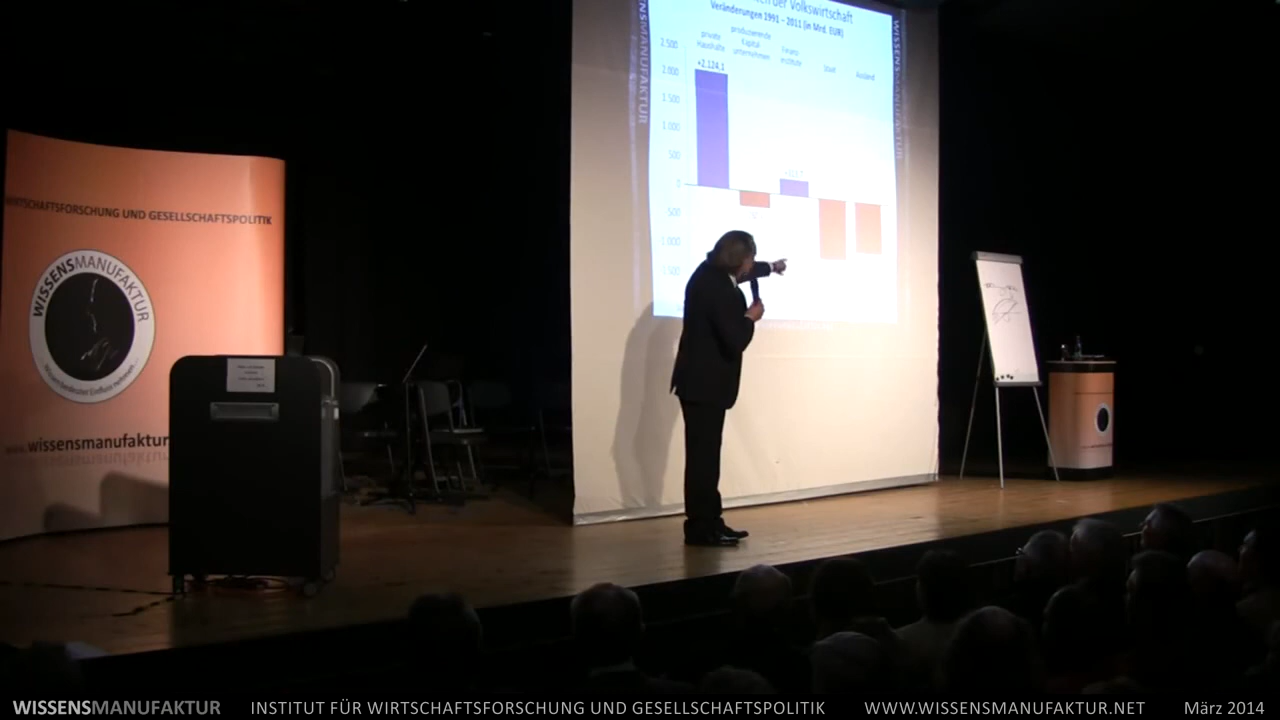 der Volkswirtschaft
Veränderungen 1991 – 2011 (in Mrd. EUR)
private
Haushalte
produzierende
Kapital
unternehmen
Finanz
institute
Staat
Ausland
+2.124,1
2.500
2.000
1.500
1.000
500
0
500
1.000
1.500
WISSENSMANUFAKTUR
WISSENSMANUFAKTUR
WIRTSCHAFTSFORSCHUNG UND GESELLSCHAFTSPOLITIK
WISSENSMANUFAKTUR
www.wissensmanufaktur
WISSENSMANUFAKTUR INSTITUT FÜR WIRTSCHAFTSFORSCHUNG UND GESELLSCHAFTSPOLITIK WWW.WISSENSMANUFAKTUR.NET März 2014